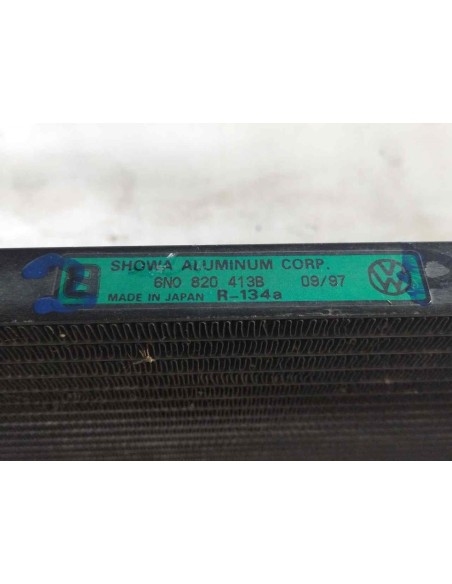 SHOWA ALUMINUM CORP.
6N0 820 413B 09/97
MADE IN JAPAN R-134a